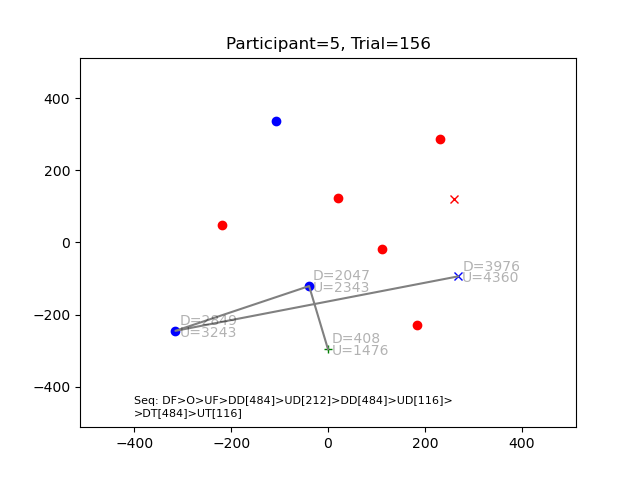 Participant=5, Trial=156
400
200
0
−200
−400
D=2047
U=2343
D=3976
U=4360
D=2849
U=3243
D=408
U=1476
Seq: DF>O>UF>DD[484]>UD[212]>DD[484]>UD[116]>
>DT[484]>UT[116]
−400 −200 0 200 400